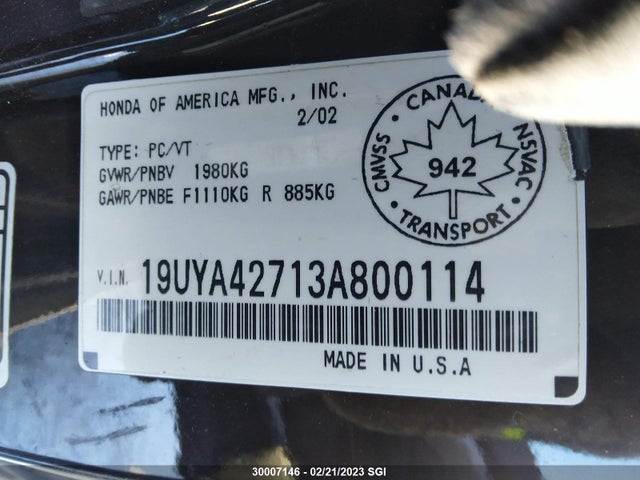 HONDA OF AMERICA MFG., INC.
2/02
TYPE: PC/VT
GVWR/PNBV 1980KG
GAWR/PNBE F1110KG R 885KG
CANADA
CMVSS
NSVAC
942
TRANSPORT
V.I.N. 19UYA42713A800114
MADE IN U.S.A
30007146 - 02/21/2023 SGI